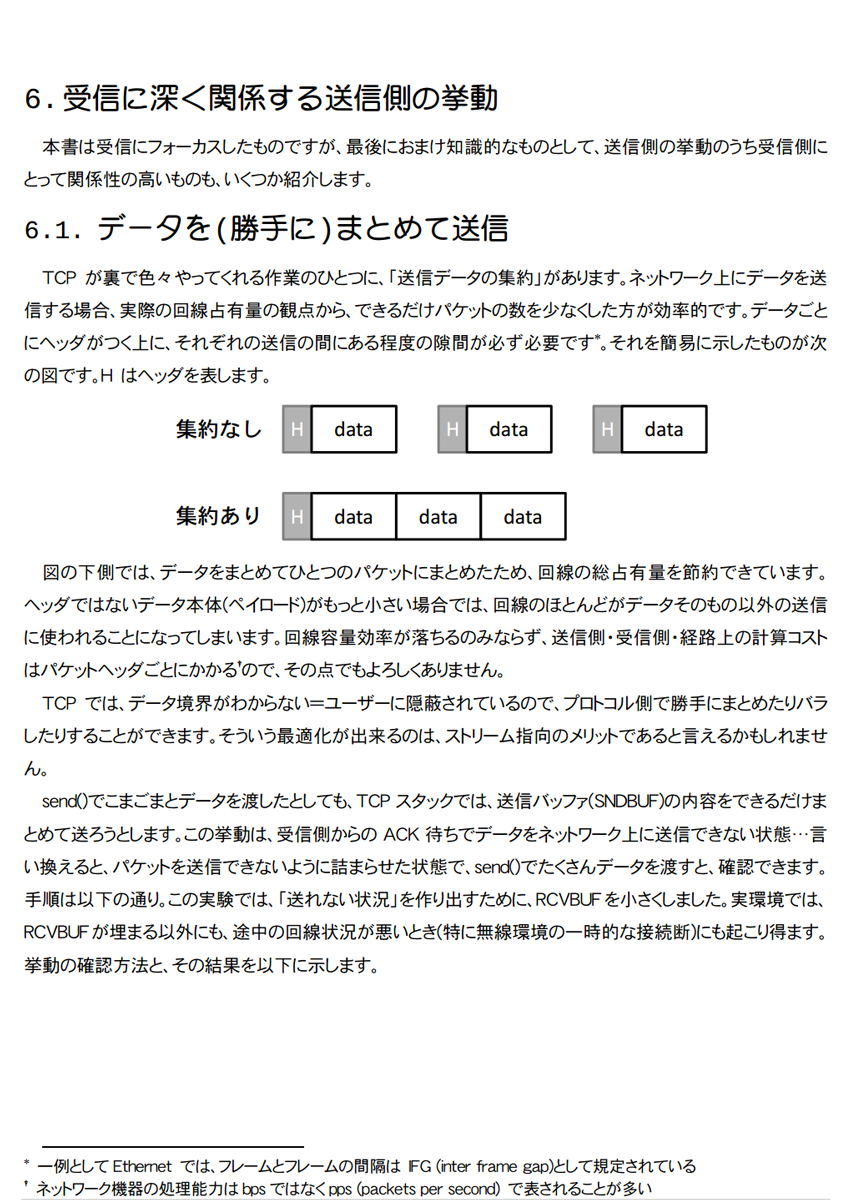 6.受信に深く関係する送信側の挙動
本書は受信にフォーカスしたものですが、最後におまけ知識的なものとして、送信側の挙動のうち受信側に
とって関係性の高いものも、いくつか紹介します。
6.1. データを(勝手に)まとめて送信
TCP が裏で色々やってくれる作業のひとつに、「送信データの集約」があります。ネットワーク上にデータを送
信する場合、実際の回線占有量の観点から、できるだけパケットの数を少なくした方が効率的です。データごと
にヘッダがつく上に、それぞれの送信の間にある程度の隙間が必ず必要です*。それを簡易に示したものが次
の図です。H はヘッダを表します。
集約なし H data H data H data
集約あり H data data data
図の下側では、データをまとめてひとつのパケットにまとめたため、回線の総占有量を節約できています。
ヘッダではないデータ本体(ペイロード)がもっと小さい場合では、回線のほとんどがデータそのもの以外の送信
に使われることになってしまいます。回線容量効率が落ちるのみならず、送信側・受信側・経路上の計算コスト
はパケットヘッダごとにかかる†ので、その点でもよろしくありません。
TCP では、データ境界がわからない＝ユーザーに隠蔽されているので、プロトコル側で勝手にまとめたりバラ
したりすることができます。そういう最適化が出来るのは、ストリーム指向のメリットであると言えるかもしれませ
ん。
send()でこまごまとデータを渡したとしても、TCP スタックでは、送信バッファ(SNDBUF)の内容をできるだけま
とめて送ろうとします。この挙動は、受信側からの ACK 待ちでデータをネットワーク上に送信できない状態…言
い換えると、パケットを送信できないように詰まらせた状態で、send()でたくさんデータを渡すと、確認できます。
手順は以下の通り。この実験では、「送れない状況」を作り出すために、RCVBUF を小さくしました。実環境では、
RCVBUF が埋まる以外にも、途中の回線状況が悪いとき(特に無線環境の一時的な接続断)にも起こり得ます。
挙動の確認方法と、その結果を以下に示します。
* 一例として Ethernet では、フレームとフレームの間隔は IFG (inter frame gap)として規定されている
† ネットワーク機器の処理能力は bps ではなく pps (packets per second) で表されることが多い